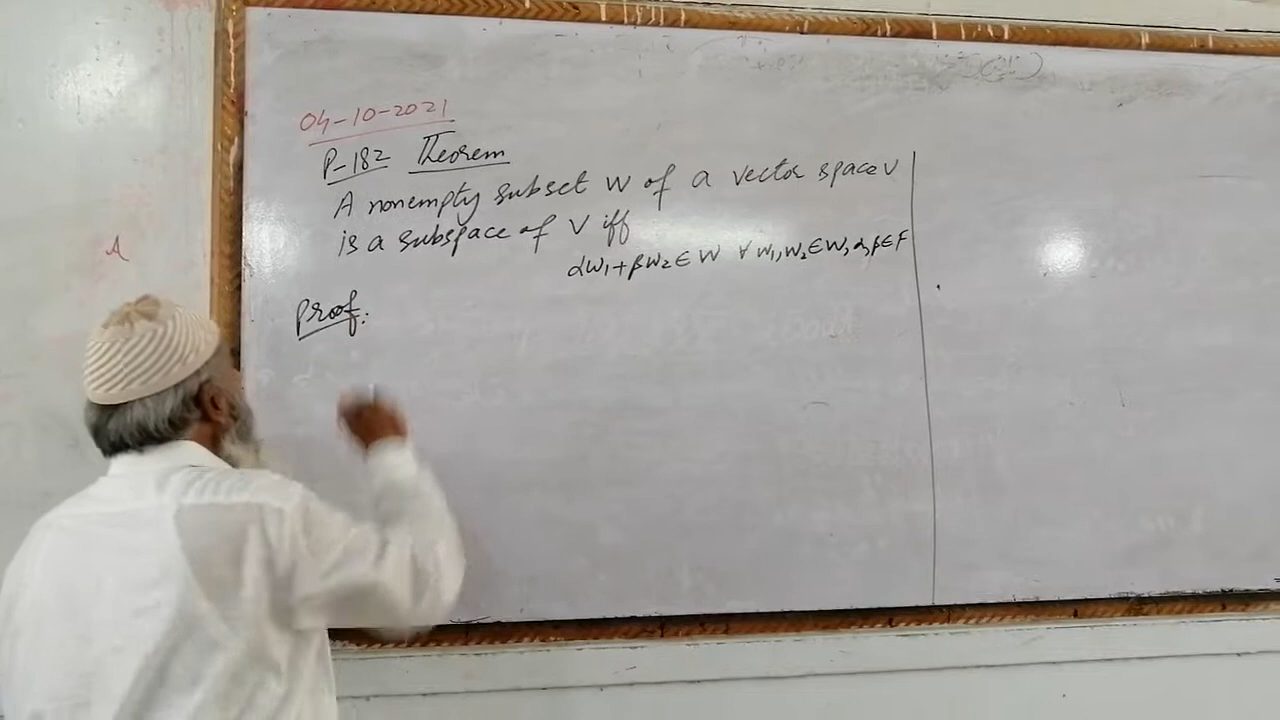 04-10-2021
P-182 Theorem
A nonempty subset W of a vector space V
is a subspace of V iff
αw₁+βw₂∈W ∀ w₁,w₂∈W, α,β∈F
Proof:
A